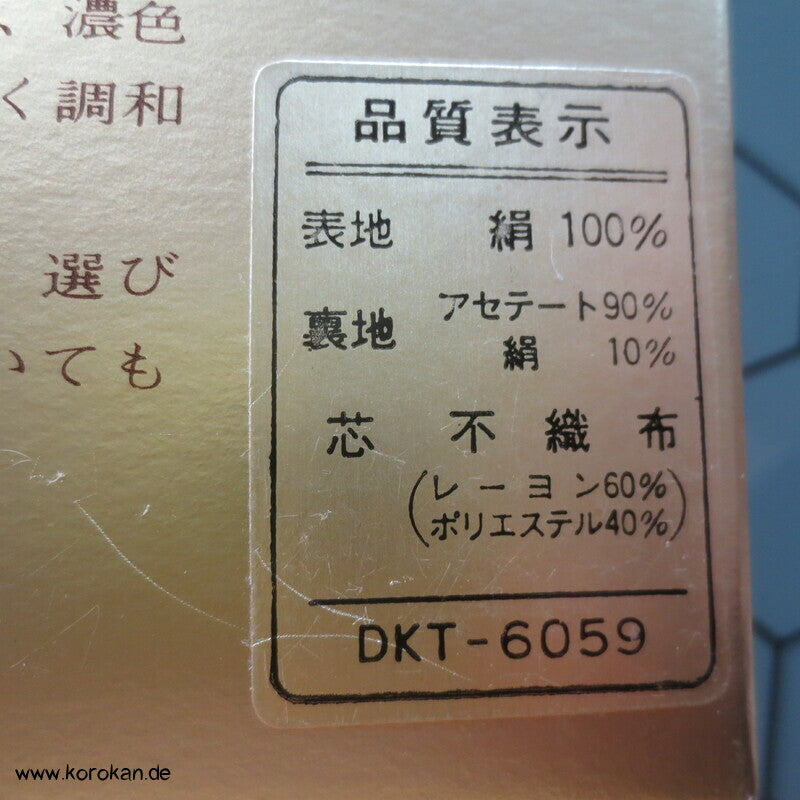 、濃色
く調和
選び
いても
品質表示
表地 絹 100%
裏地 アセテート90%
絹 10%
芯 不織布
(レーヨン60%
ポリエステル40%)
DKT-6059
www.korokan.de